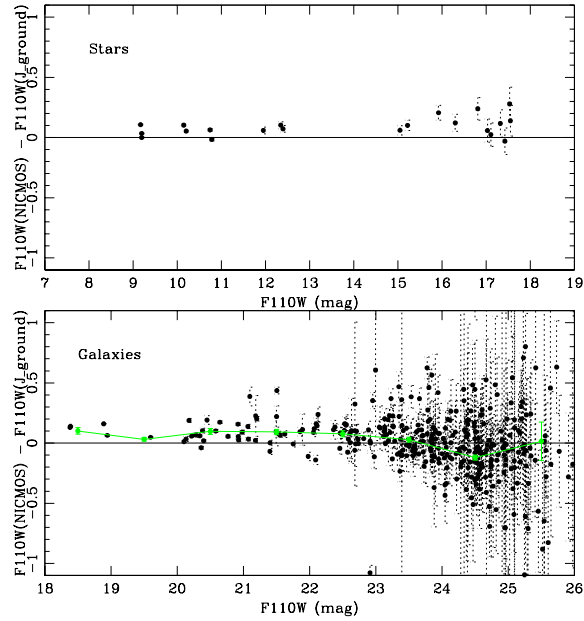 1
0.5
0
−0.5
−1
F110W(NICMOS) − F110W(J_ground)
Stars
7 8 9 10 11 12 13 14 15 16 17 18 19
F110W (mag)
1
0.5
0
−0.5
−1
F110W(NICMOS) − F110W(J_ground)
Galaxies
18 19 20 21 22 23 24 25 26
F110W (mag)